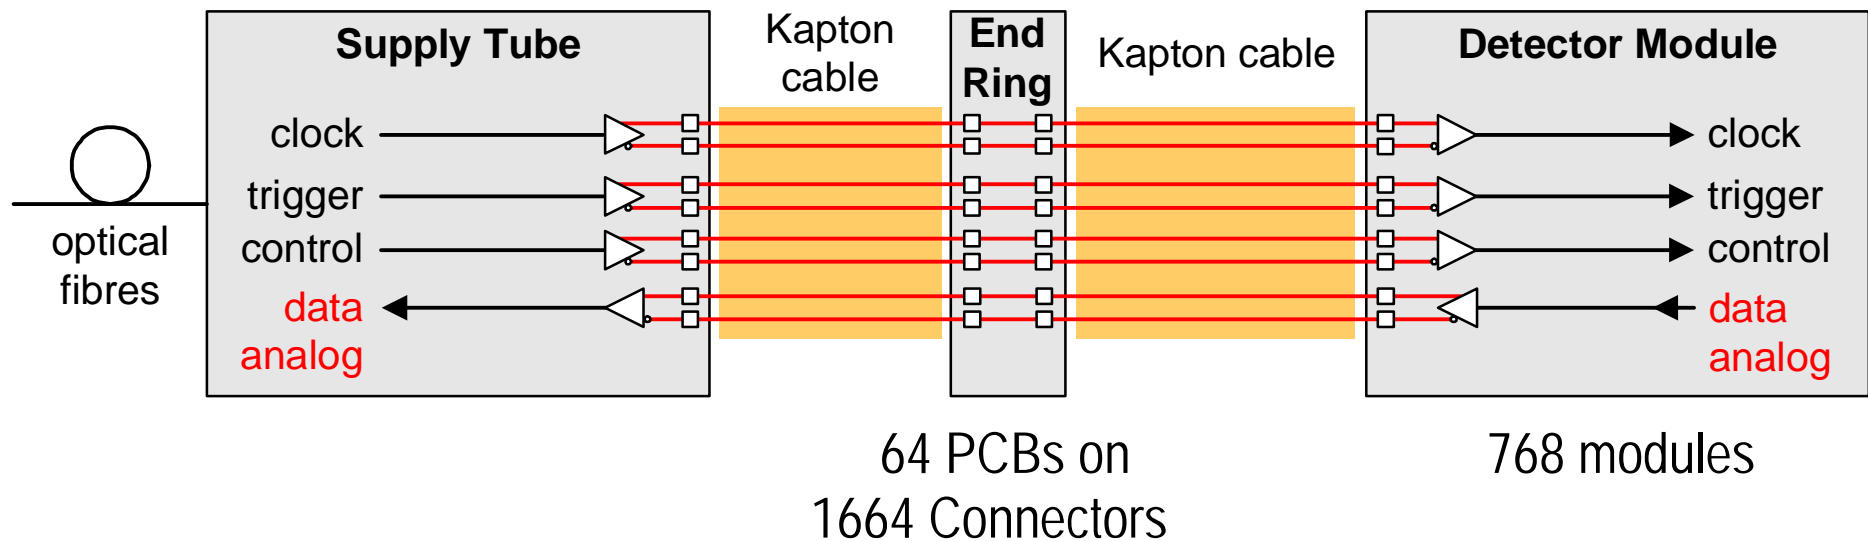 Supply Tube
Kapton
cable
End
Ring
Kapton cable
Detector Module
optical
fibres
clock
trigger
control
data
analog
clock
trigger
control
data
analog
64 PCBs on
1664 Connectors
768 modules